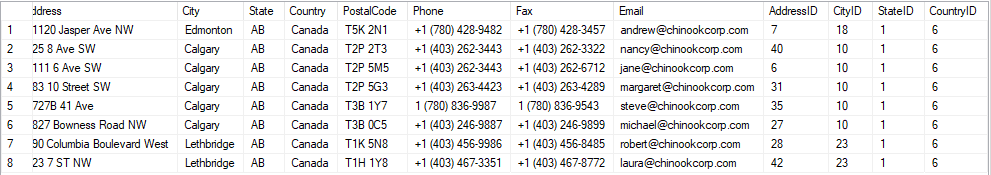 ddress City State Country PostalCode Phone Fax Email AddressID CityID StateID CountryID
1 1120 Jasper Ave NW Edmonton AB Canada T5K 2N1 +1 (780) 428-9482 +1 (780) 428-3457 andrew@chinookcorp.com 7 18 1 6
2 25 8 Ave SW Calgary AB Canada T2P 2T3 +1 (403) 262-3443 +1 (403) 262-3322 nancy@chinookcorp.com 40 10 1 6
3 111 6 Ave SW Calgary AB Canada T2P 5M5 +1 (403) 262-3443 +1 (403) 262-6712 jane@chinookcorp.com 6 10 1 6
4 83 10 Street SW Calgary AB Canada T2P 5G3 +1 (403) 263-4423 +1 (403) 263-4289 margaret@chinookcorp.com 31 10 1 6
5 727B 41 Ave Calgary AB Canada T3B 1Y7 1 (780) 836-9987 1 (780) 836-9543 steve@chinookcorp.com 35 10 1 6
6 827 Bowness Road NW Calgary AB Canada T3B 0C5 +1 (403) 246-9887 +1 (403) 246-9899 michael@chinookcorp.com 27 10 1 6
7 90 Columbia Boulevard West Lethbridge AB Canada T1K 5N8 +1 (403) 456-9986 +1 (403) 456-8485 robert@chinookcorp.com 28 23 1 6
8 23 7 ST NW Lethbridge AB Canada T1H 1Y8 +1 (403) 467-3351 +1 (403) 467-8772 laura@chinookcorp.com 42 23 1 6